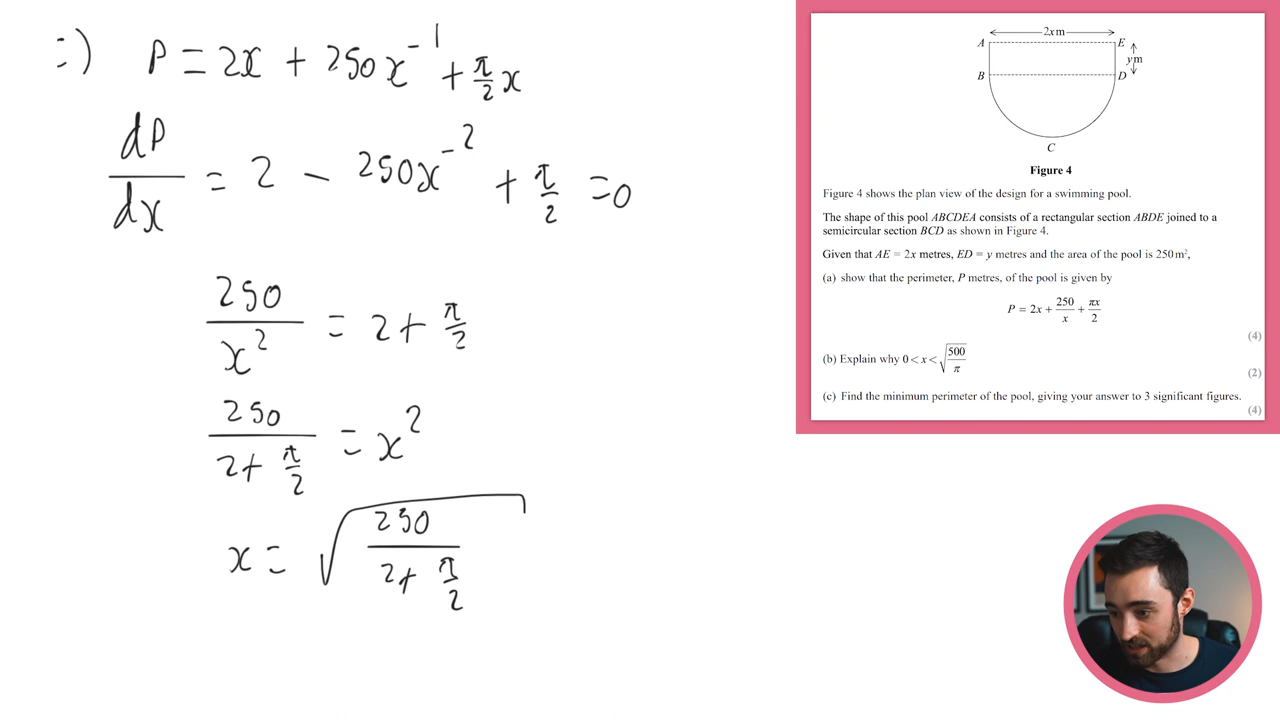 =) P = 2x + 250x⁻¹ + π/2 x
dP/dx = 2 - 250x⁻² + π/2 = 0
250/x² = 2 + π/2
250/(2 + π/2) = x²
x = √(250/(2 + π/2))
2x m
A
E
y m
B
D
C
Figure 4
Figure 4 shows the plan view of the design for a swimming pool.
The shape of this pool ABCDEA consists of a rectangular section ABDE joined to a
semicircular section BCD as shown in Figure 4.
Given that AE = 2x metres, ED = y metres and the area of the pool is 250 m²,
(a) show that the perimeter, P metres, of the pool is given by
P = 2x + 250/x + πx/2
(4)
(b) Explain why 0 < x < √(500/π)
(2)
(c) Find the minimum perimeter of the pool, giving your answer to 3 significant figures.
(4)